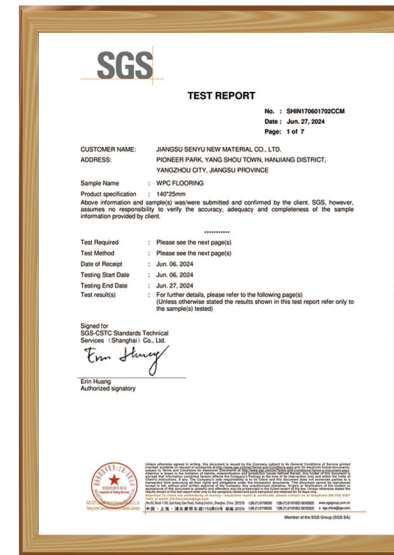 SGS
TEST REPORT
No. : SHIN170601702CCM
Date : Jun. 27, 2024
Page: 1 of 7
CUSTOMER NAME: JIANGSU SENYU NEW MATERIAL CO., LTD.
ADDRESS: PIONEER PARK, YANG SHOU TOWN, HANJIANG DISTRICT,
YANGZHOU CITY, JIANGSU PROVINCE
Sample Name : WPC FLOORING
Product specification : 140*25mm
Above information and sample(s) was/were submitted and confirmed by the client. SGS, however,
assumes no responsibility to verify the accuracy, adequacy and completeness of the sample
information provided by client.
***********
Test Required : Please see the next page(s)
Test Method : Please see the next page(s)
Date of Receipt : Jun. 06, 2024
Testing Start Date : Jun. 06, 2024
Testing End Date : Jun. 27, 2024
Test result(s) : For further details, please refer to the following page(s)
(Unless otherwise stated the results shown in this test report refer only to
the sample(s) tested)
Signed for
SGS-CSTC Standards Technical
Services (Shanghai) Co., Ltd.
Erin Huang
Erin Huang
Authorized signatory
Member of the SGS Group (SGS SA)